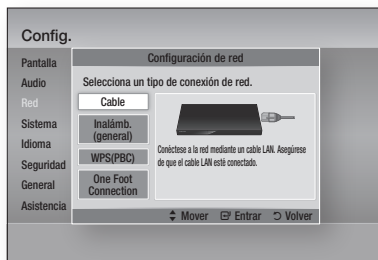 Config.
Pantalla
Audio
Red
Sistema
Idioma
Seguridad
General
Asistencia
Configuración de red
Selecciona un tipo de conexión de red.
Cable
Inalámb.
(general)
WPS(PBC)
One Foot
Connection
Conéctese a la red mediante un cable LAN. Asegúrese
de que el cable LAN esté conectado.
Mover Entrar Volver